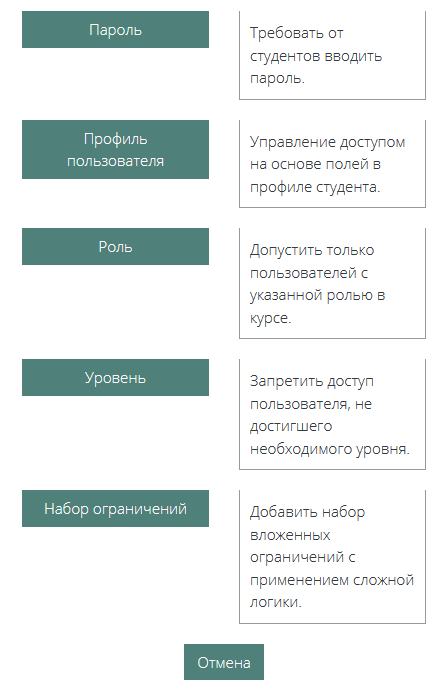 Пароль
Требовать от
студентов вводить
пароль.
Профиль
пользователя
Управление доступом
на основе полей в
профиле студента.
Роль
Допустить только
пользователей с
указанной ролью в
курсе.
Уровень
Запретить доступ
пользователя, не
достигшего
необходимого уровня.
Набор ограничений
Добавить набор
вложенных
ограничений с
применением сложной
логики.
Отмена